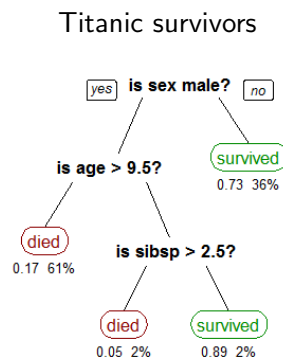 Titanic survivors
yes is sex male? no
is age > 9.5?
survived
0.73 36%
died
0.17 61%
is sibsp > 2.5?
died survived
0.05 2% 0.89 2%